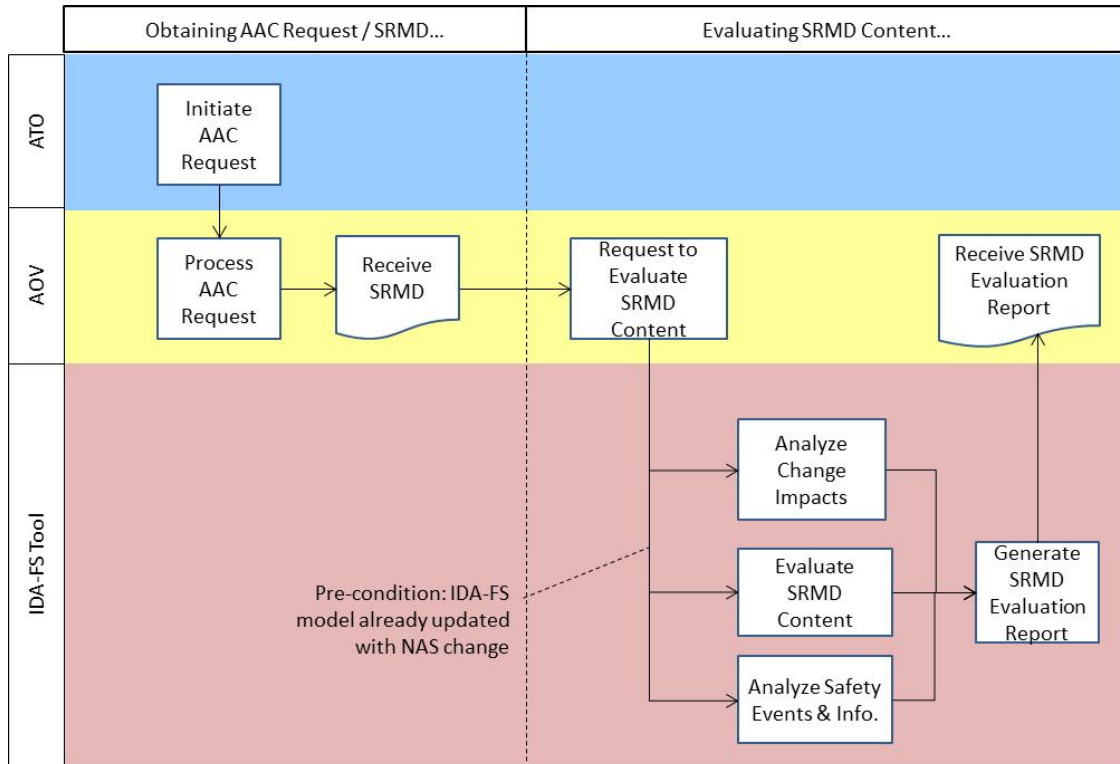 Obtaining AAC Request / SRMD...
Evaluating SRMD Content...
ATO
Initiate
AAC
Request
AOV
Process
AAC
Request
Receive
SRMD
Request to
Evaluate
SRMD
Content
Receive SRMD
Evaluation
Report
IDA-FS Tool
Analyze
Change
Impacts
Pre-condition: IDA-FS
model already updated
with NAS change
Evaluate
SRMD
Content
Generate
SRMD
Evaluation
Report
Analyze Safety
Events & Info.